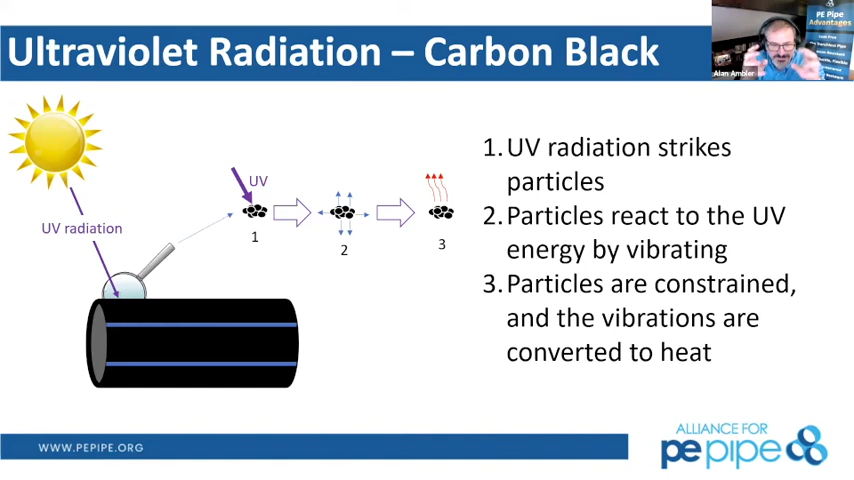 Ultraviolet Radiation – Carbon Black
PE Pipe
Advantages
Alan Ambler
UV radiation
UV
1
2
3
1. UV radiation strikes
particles
2. Particles react to the UV
energy by vibrating
3. Particles are constrained,
and the vibrations are
converted to heat
WWW.PEPIPE.ORG
ALLIANCE FOR
pepipe